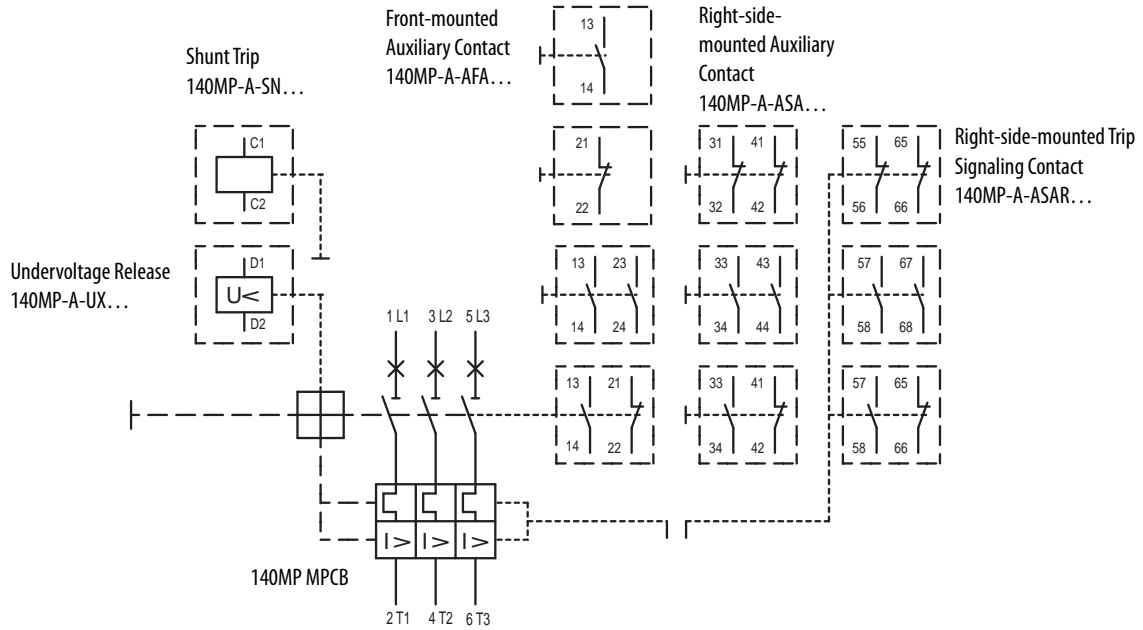 Shunt Trip
140MP-A-SN…
C1
C2
Undervoltage Release
140MP-A-UX…
D1
U<
D2
Front-mounted
Auxiliary Contact
140MP-A-AFA…
13
14
21
22
13 23
14 24
13 21
14 22
Right-side-
mounted Auxiliary
Contact
140MP-A-ASA…
31 41
32 42
33 43
34 44
33 41
34 42
Right-side-mounted Trip
Signaling Contact
140MP-A-ASAR…
55 65
56 66
57 67
58 68
57 65
58 66
1 L1 3 L2 5 L3
I> I> I>
140MP MPCB
2 T1 4 T2 6 T3